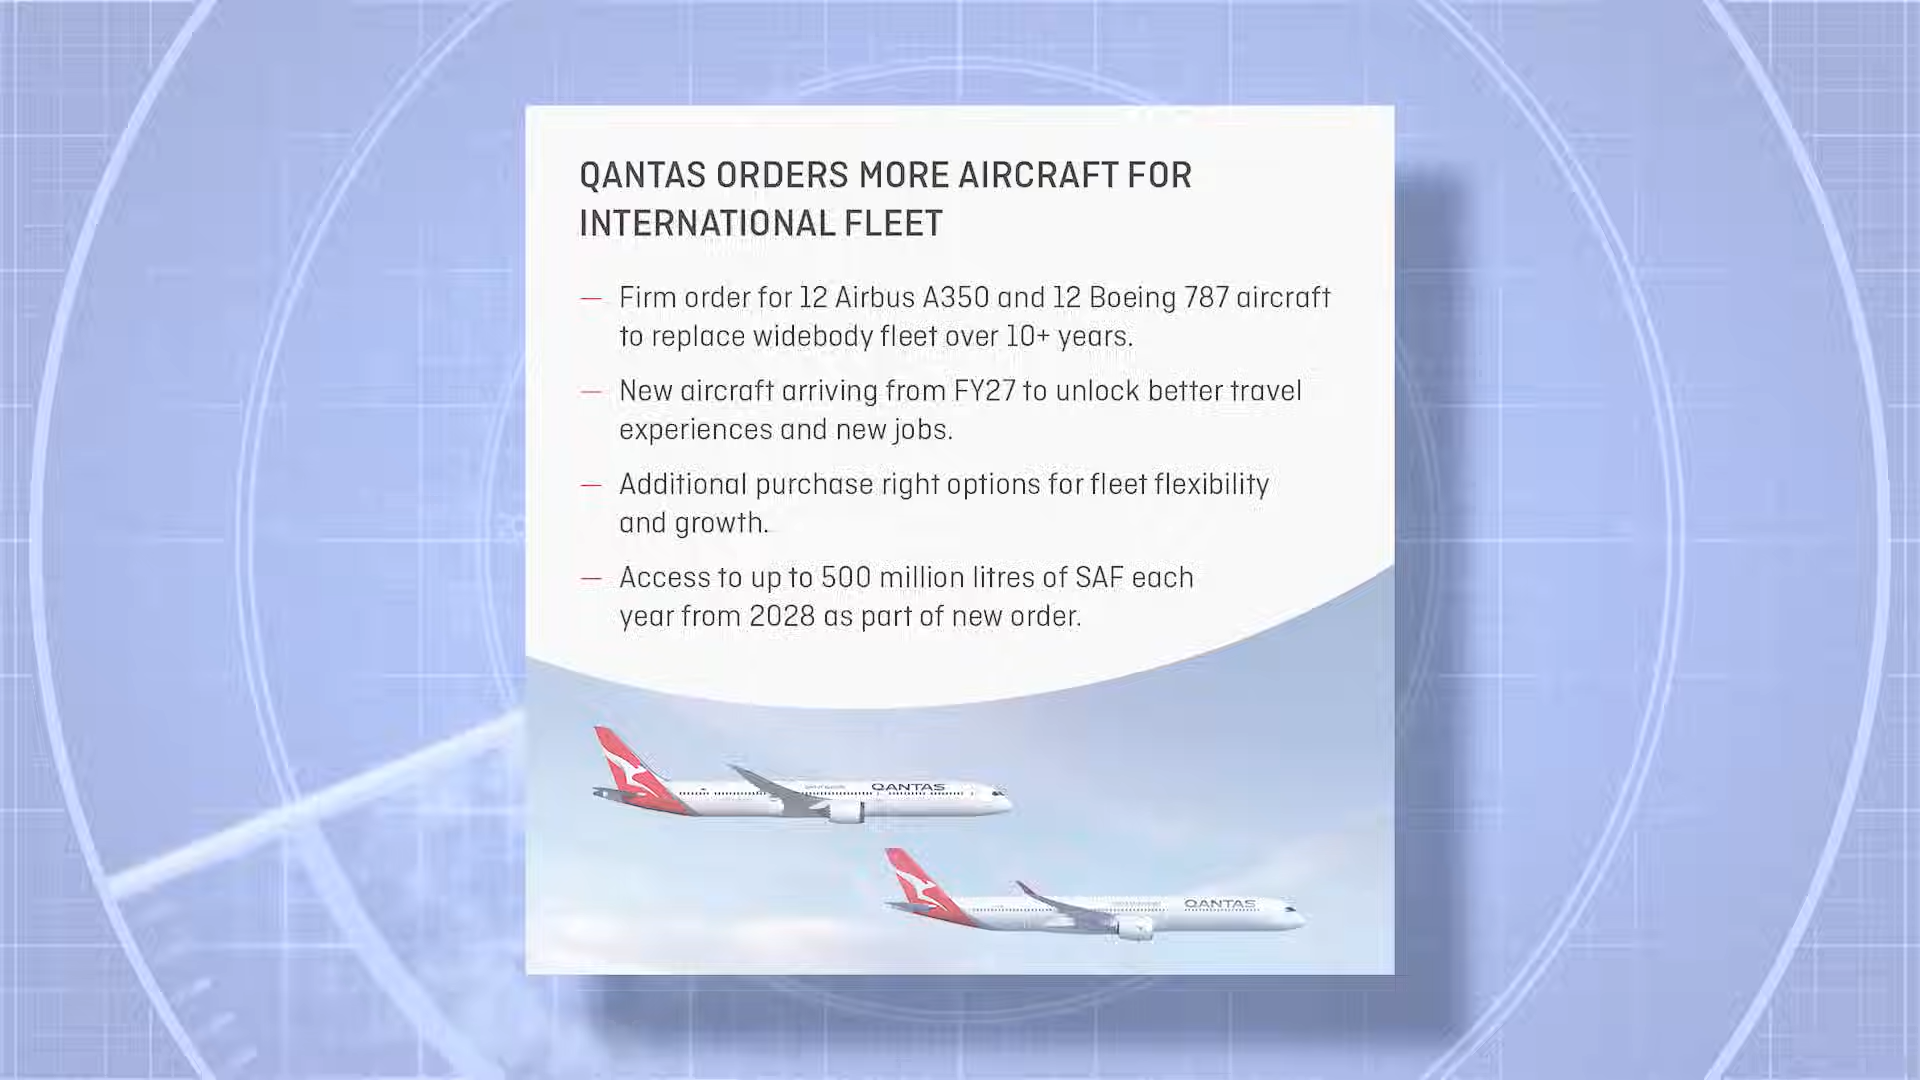 QANTAS ORDERS MORE AIRCRAFT FOR
INTERNATIONAL FLEET
— Firm order for 12 Airbus A350 and 12 Boeing 787 aircraft
to replace widebody fleet over 10+ years.
— New aircraft arriving from FY27 to unlock better travel
experiences and new jobs.
— Additional purchase right options for fleet flexibility
and growth.
— Access to up to 500 million litres of SAF each
year from 2028 as part of new order.
QANTAS
QANTAS